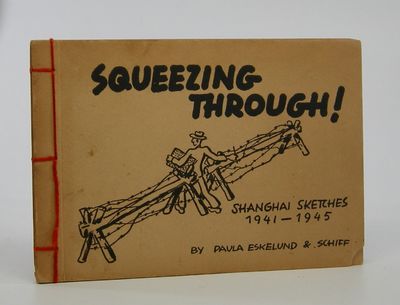 SQUEEZING
THROUGH!
SHANGHAI SKETCHES
1941-1945
BY PAULA ESKELUND & SCHIFF